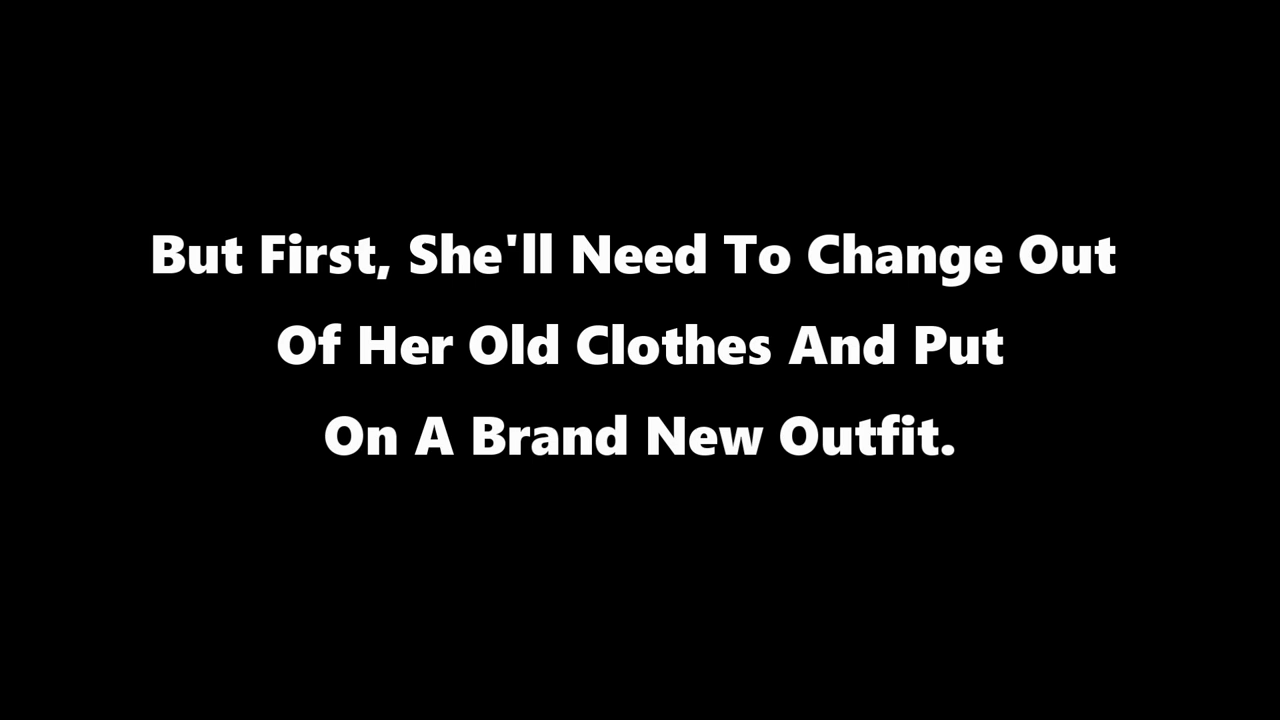 But First, She'll Need To Change Out
Of Her Old Clothes And Put
On A Brand New Outfit.